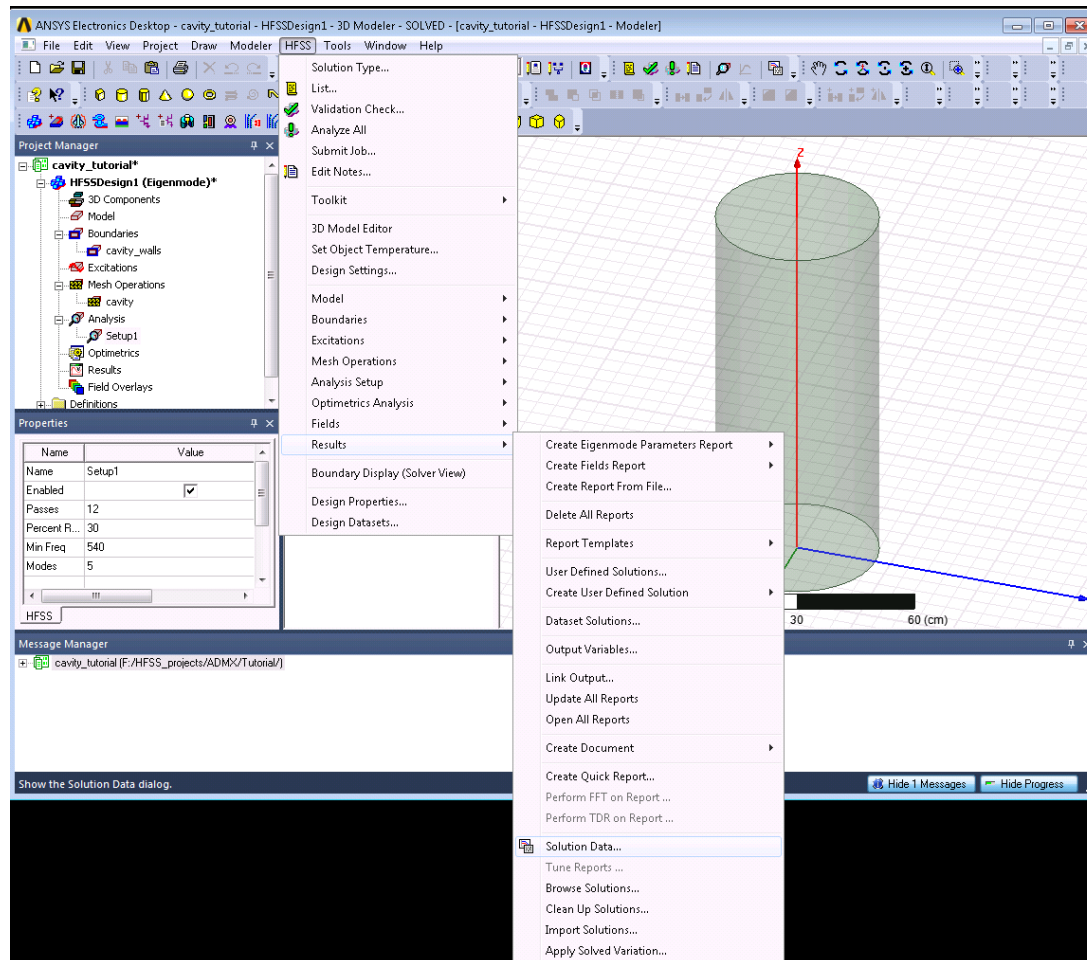 ANSYS Electronics Desktop - cavity_tutorial - HFSSDesign1 - 3D Modeler - SOLVED - [cavity_tutorial - HFSSDesign1 - Modeler]
File Edit View Project Draw Modeler HFSS Tools Window Help
Project Manager
cavity_tutorial*
HFSSDesign1 (Eigenmode)*
3D Components
Model
Boundaries
cavity_walls
Excitations
Mesh Operations
cavity
Analysis
Setup1
Optimetrics
Results
Field Overlays
Definitions
Properties
Name Value
Name Setup1
Enabled
Passes 12
Percent R... 30
Min Freq 540
Modes 5
HFSS
Solution Type...
List...
Validation Check...
Analyze All
Submit Job...
Edit Notes...
Toolkit
3D Model Editor
Set Object Temperature...
Design Settings...
Model
Boundaries
Excitations
Mesh Operations
Analysis Setup
Optimetrics Analysis
Fields
Results
Boundary Display (Solver View)
Design Properties...
Design Datasets...
Create Eigenmode Parameters Report
Create Fields Report
Create Report From File...
Delete All Reports
Report Templates
User Defined Solutions...
Create User Defined Solution
Dataset Solutions...
Output Variables...
Link Output...
Update All Reports
Open All Reports
Create Document
Create Quick Report...
Perform FFT on Report ...
Perform TDR on Report ...
Solution Data...
Tune Reports ...
Browse Solutions...
Clean Up Solutions...
Import Solutions...
Apply Solved Variation...
Z
30 60 (cm)
Message Manager
cavity_tutorial (F:/HFSS_projects/ADMX/Tutorial/)
Show the Solution Data dialog.
Hide 1 Messages Hide Progress